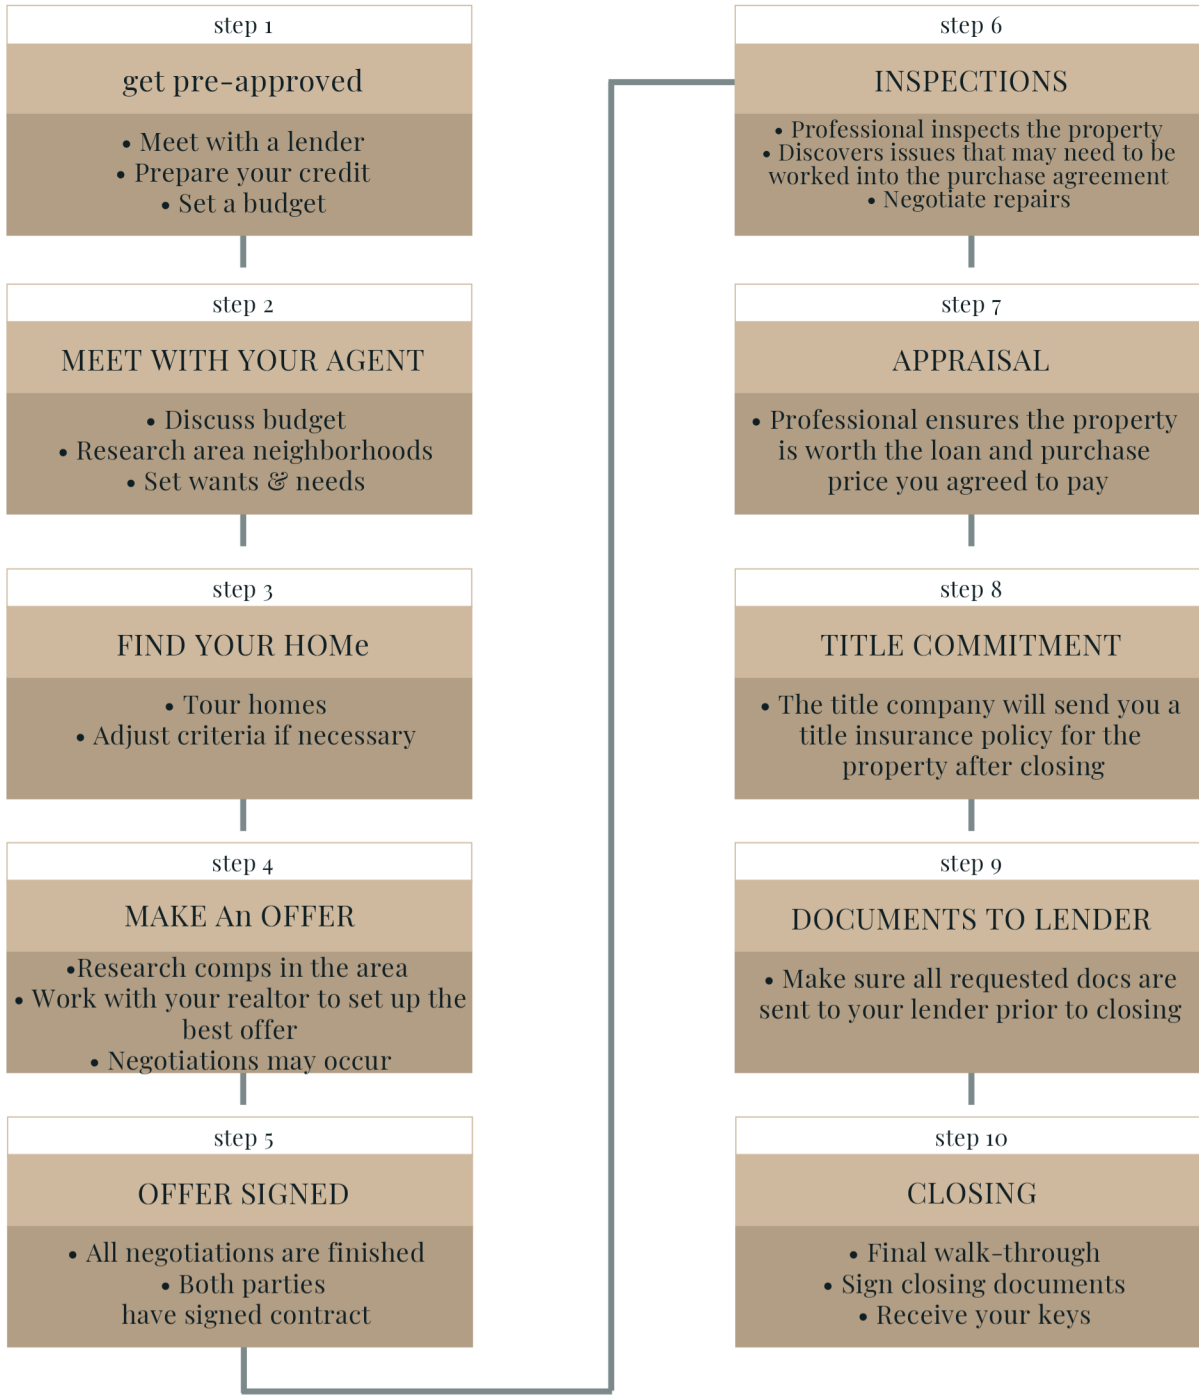 step 1
get pre-approved
• Meet with a lender
• Prepare your credit
• Set a budget
step 2
MEET WITH YOUR AGENT
• Discuss budget
• Research area neighborhoods
• Set wants & needs
step 3
FIND YOUR HOMe
• Tour homes
• Adjust criteria if necessary
step 4
MAKE An OFFER
•Research comps in the area
• Work with your realtor to set up the
best offer
• Negotiations may occur
step 5
OFFER SIGNED
• All negotiations are finished
• Both parties
have signed contract
step 6
INSPECTIONS
• Professional inspects the property
• Discovers issues that may need to be
worked into the purchase agreement
• Negotiate repairs
step 7
APPRAISAL
• Professional ensures the property
is worth the loan and purchase
price you agreed to pay
step 8
TITLE COMMITMENT
• The title company will send you a
title insurance policy for the
property after closing
step 9
DOCUMENTS TO LENDER
• Make sure all requested docs are
sent to your lender prior to closing
step 10
CLOSING
• Final walk-through
• Sign closing documents
• Receive your keys